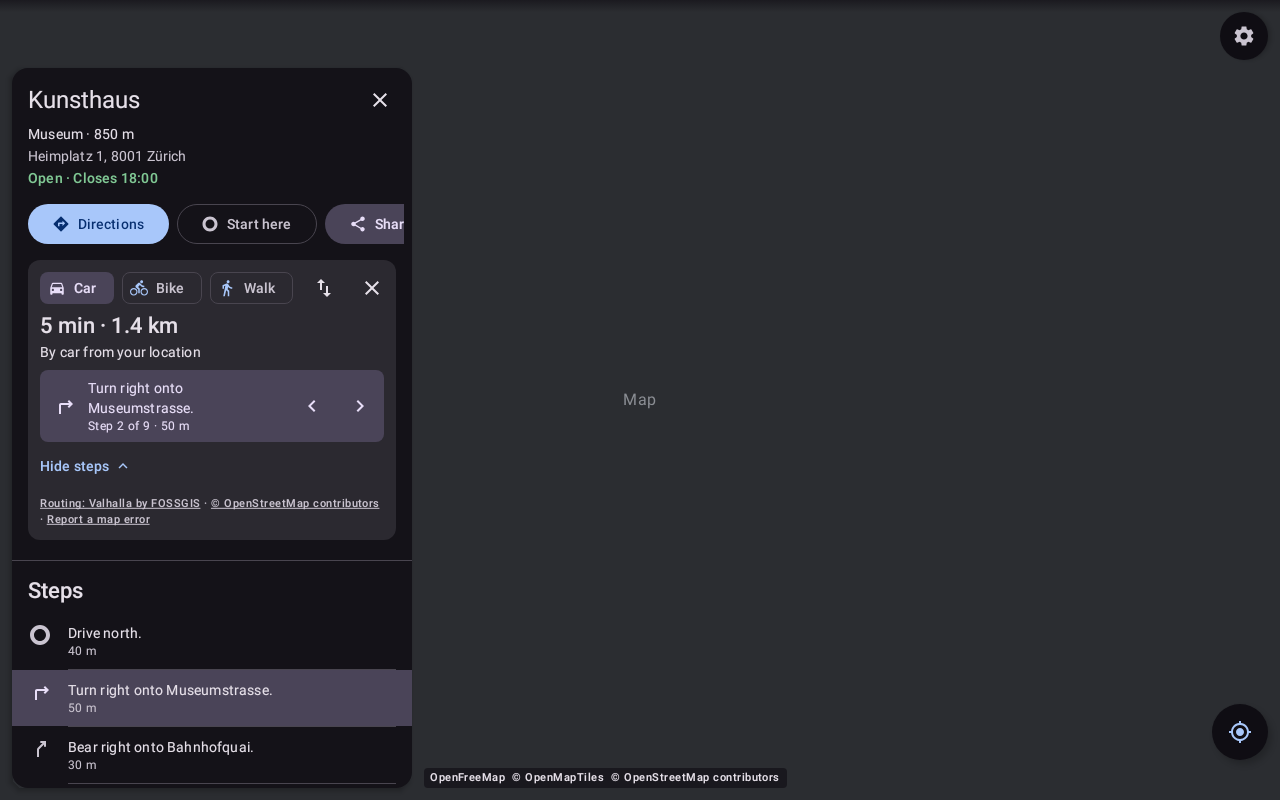 Kunsthaus
Museum · 850 m
Heimplatz 1, 8001 Zürich
Open · Closes 18:00
Directions
Start here
Shar
Car
Bike
Walk
5 min · 1.4 km
By car from your location
Turn right onto
Museumstrasse.
Step 2 of 9 · 50 m
Hide steps
Routing: Valhalla by FOSSGIS · © OpenStreetMap contributors
· Report a map error
Steps
Drive north.
40 m
Turn right onto Museumstrasse.
50 m
Bear right onto Bahnhofquai.
30 m
Map
OpenFreeMap © OpenMapTiles © OpenStreetMap contributors